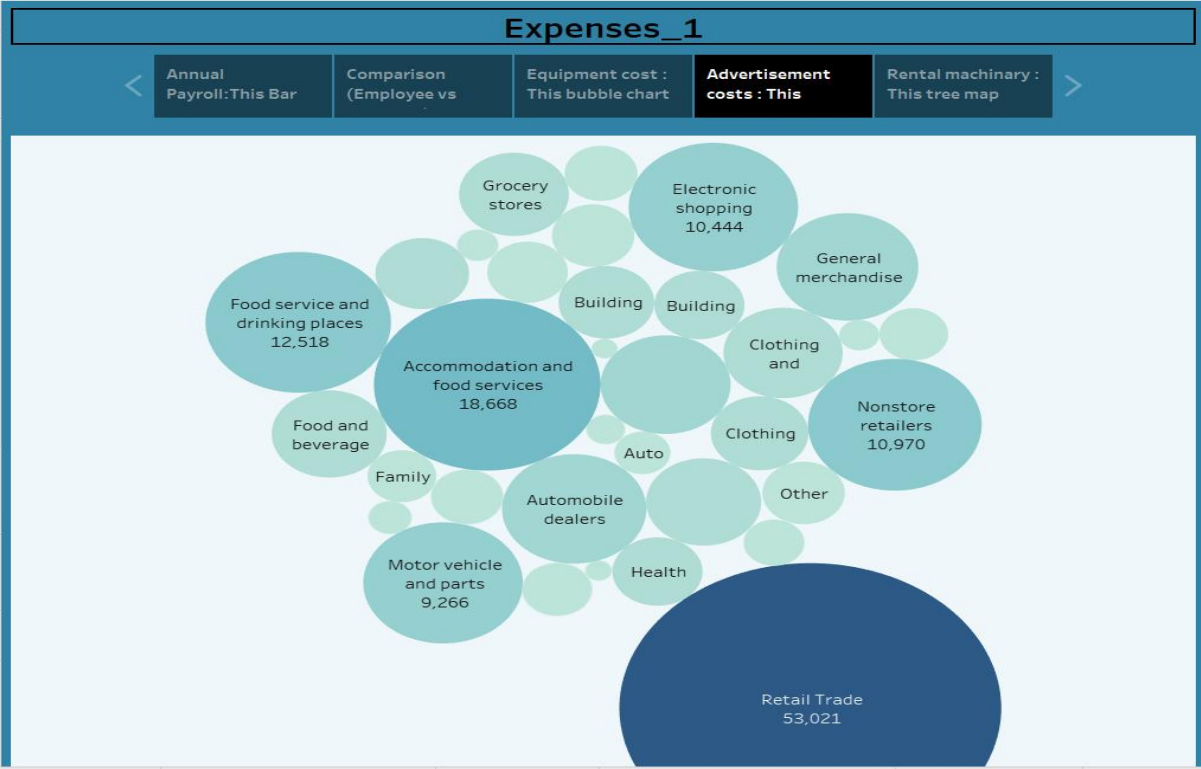 Expenses_1
Annual
Payroll:This Bar
Comparison
(Employee vs
Equipment cost :
This bubble chart
Advertisement
costs : This
Rental machinary :
This tree map
Grocery
stores
Electronic
shopping
10,444
General
merchandise
Food service and
drinking places
12,518
Building
Building
Clothing
and
Accommodation and
food services
18,668
Nonstore
retailers
10,970
Food and
beverage
Clothing
Auto
Family
Other
Automobile
dealers
Motor vehicle
and parts
9,266
Health
Retail Trade
53,021